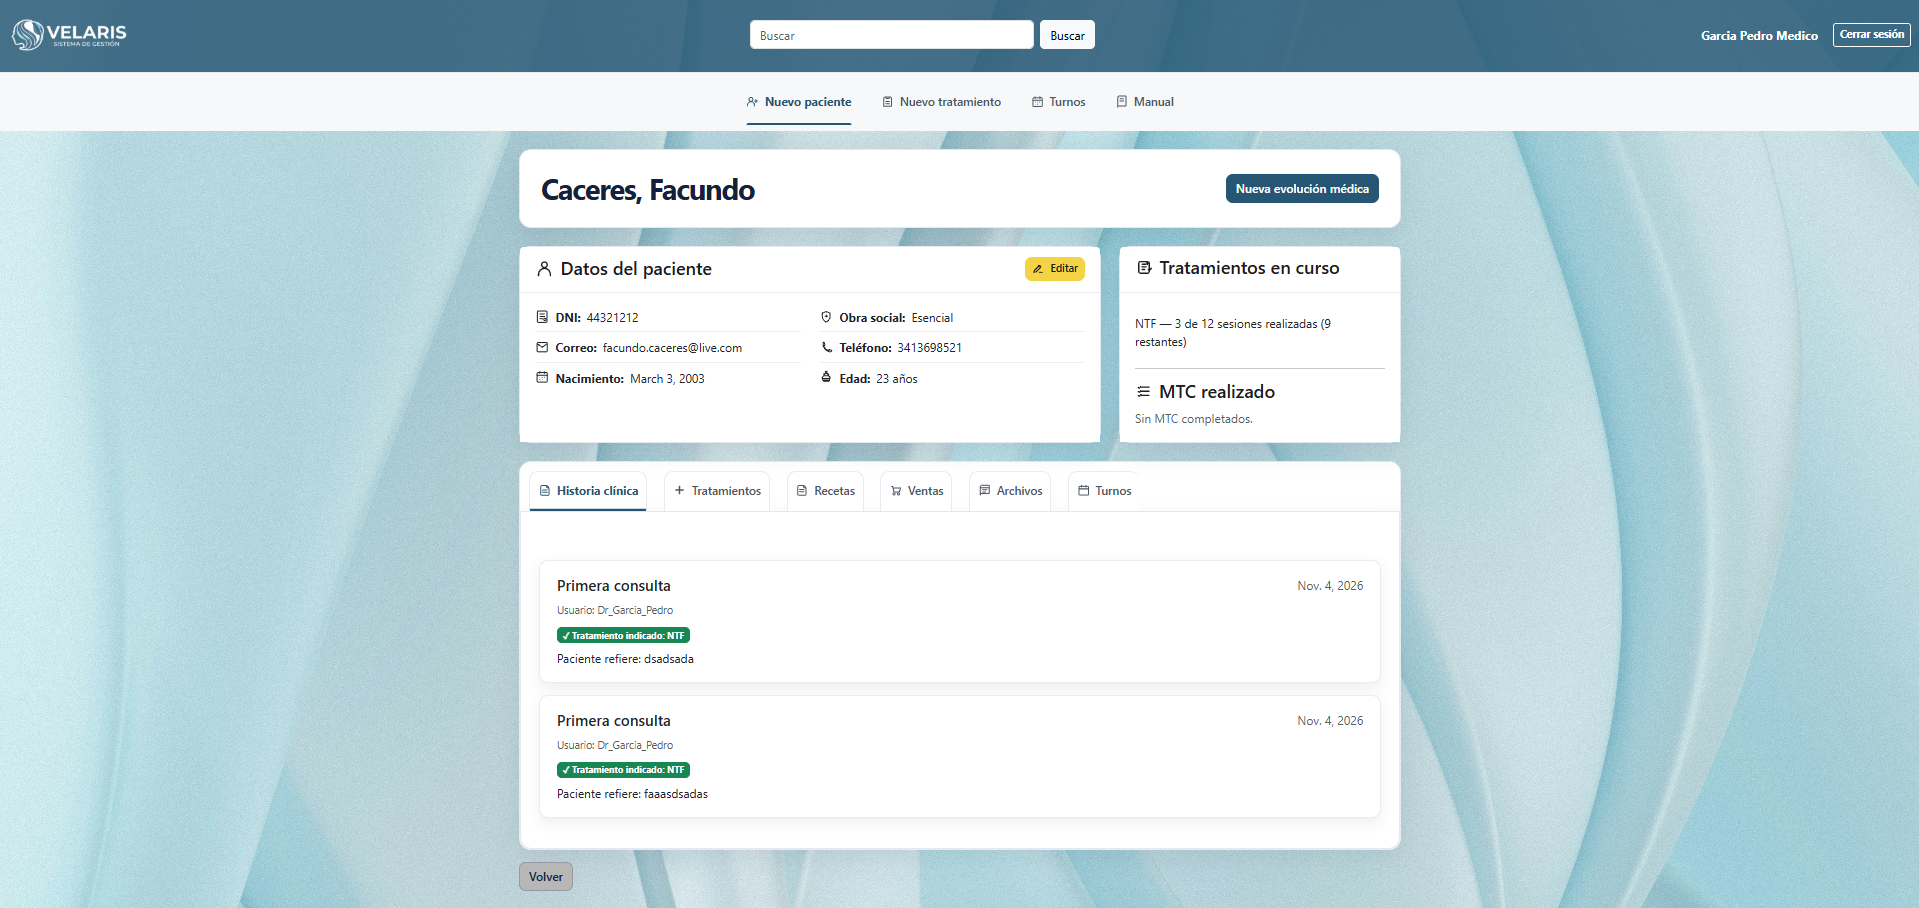 VELARIS
SISTEMA DE GESTION
Buscar
Buscar
Garcia Pedro Medico
Cerrar sesión
Nuevo paciente
Nuevo tratamiento
Turnos
Manual
Caceres, Facundo
Nueva evolución médica
Datos del paciente
Editar
DNI: 44321212
Obra social: Esencial
Correo: facundo.caceres@live.com
Teléfono: 3413698521
Nacimiento: March 3, 2003
Edad: 23 años
Tratamientos en curso
NTF — 3 de 12 sesiones realizadas (9
restantes)
MTC realizado
Sin MTC completados.
Historia clínica
Tratamientos
Recetas
Ventas
Archivos
Turnos
Primera consulta
Nov. 4, 2026
Usuario: Dr_Garcia_Pedro
✓ Tratamiento indicado: NTF
Paciente refiere: dsadsada
Primera consulta
Nov. 4, 2026
Usuario: Dr_Garcia_Pedro
✓ Tratamiento indicado: NTF
Paciente refiere: faaasdsadas
Volver